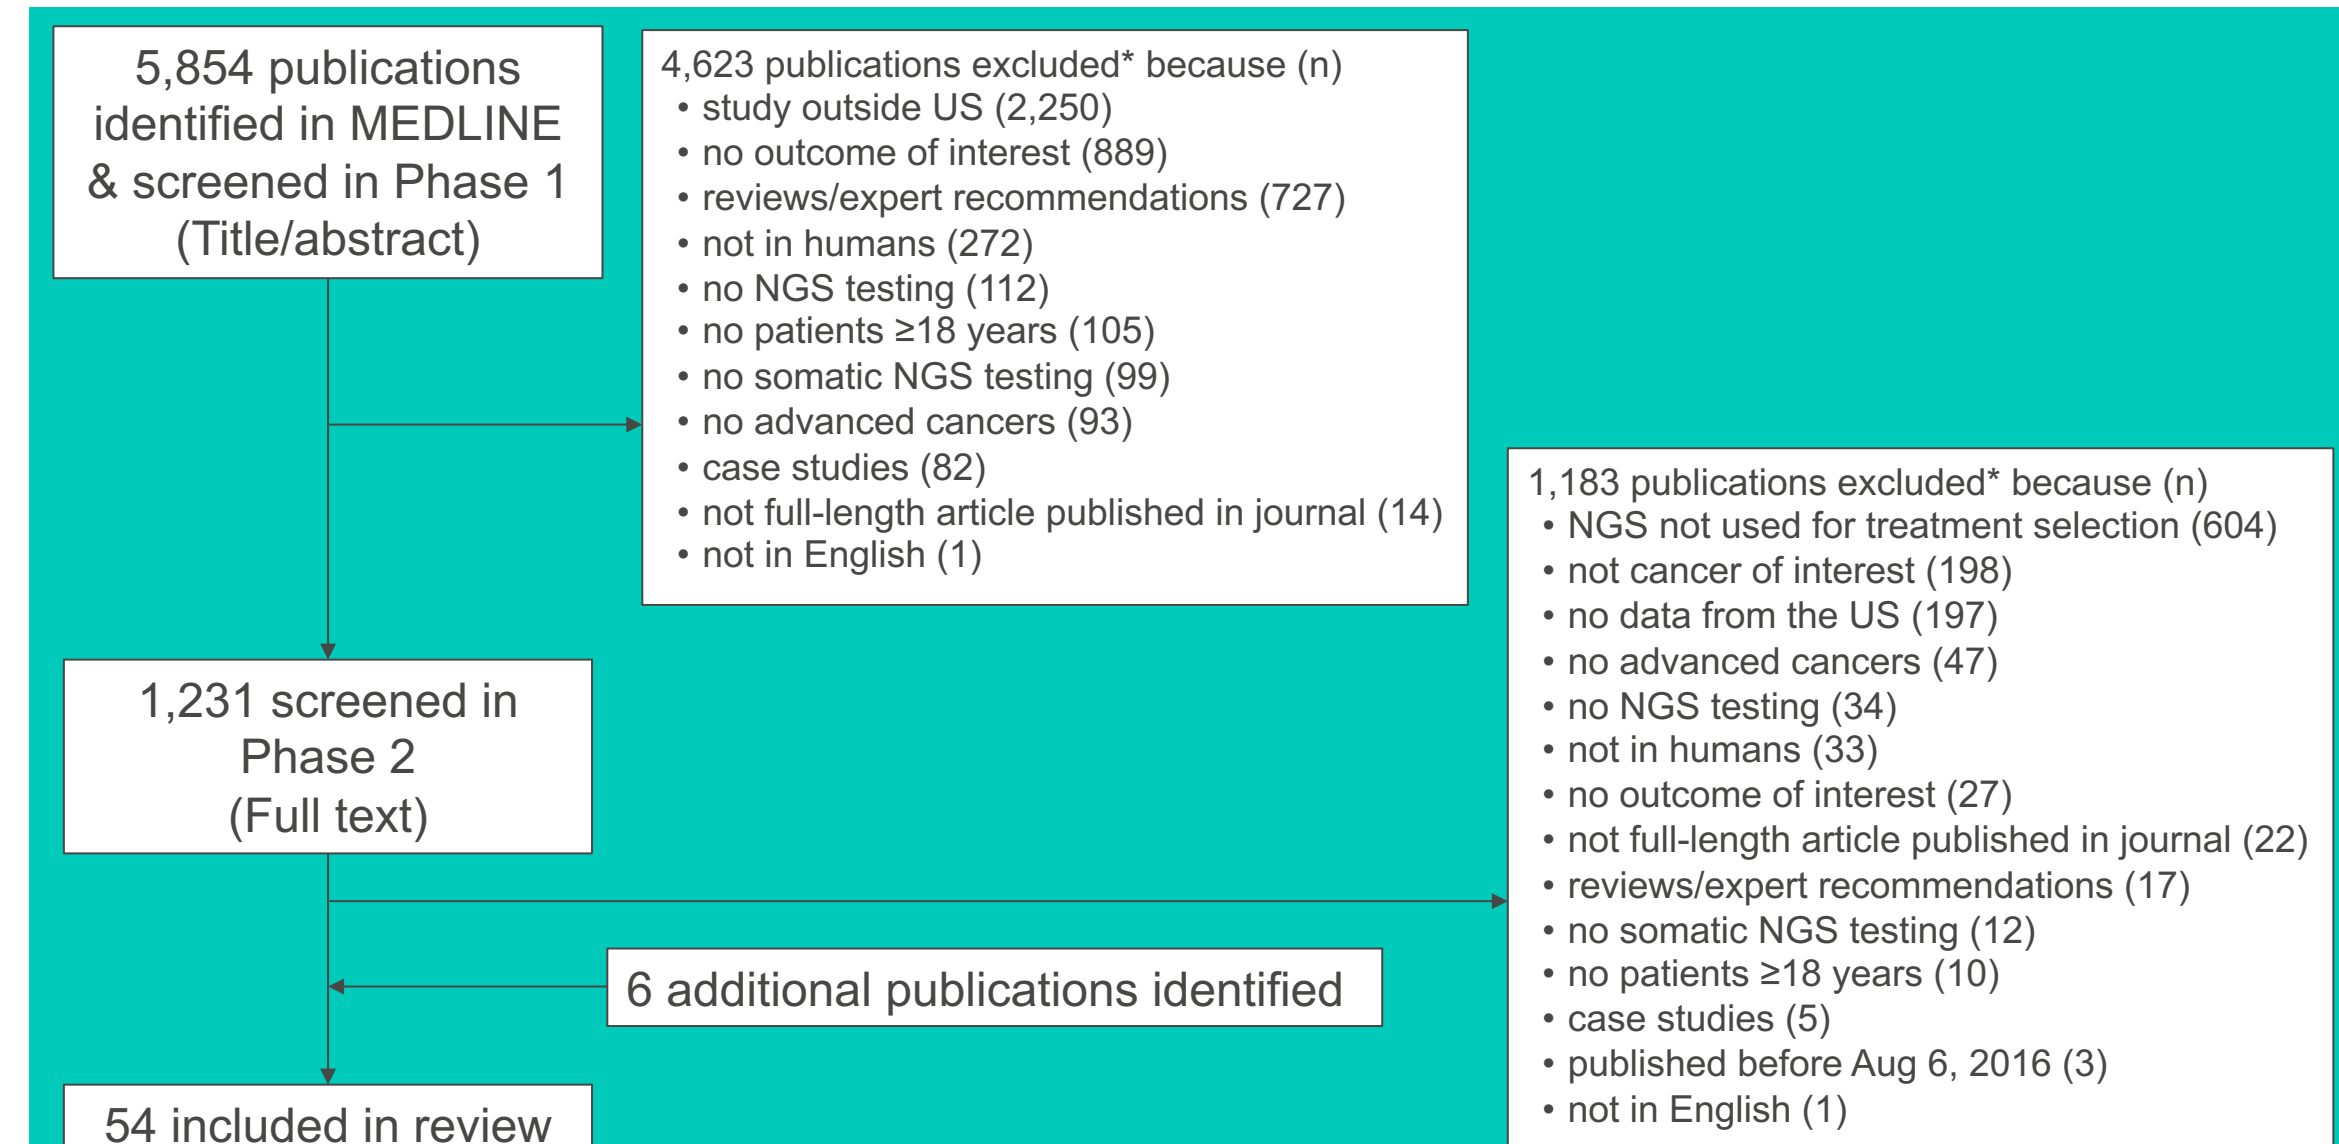 5,854 publications
identified in MEDLINE
& screened in Phase 1
(Title/abstract)
4,623 publications excluded* because (n)
• study outside US (2,250)
• no outcome of interest (889)
• reviews/expert recommendations (727)
• not in humans (272)
• no NGS testing (112)
• no patients ≥18 years (105)
• no somatic NGS testing (99)
• no advanced cancers (93)
• case studies (82)
• not full-length article published in journal (14)
• not in English (1)
1,231 screened in
Phase 2
(Full text)
1,183 publications excluded* because (n)
• NGS not used for treatment selection (604)
• not cancer of interest (198)
• no data from the US (197)
• no advanced cancers (47)
• no NGS testing (34)
• not in humans (33)
• no outcome of interest (27)
• not full-length article published in journal (22)
• reviews/expert recommendations (17)
• no somatic NGS testing (12)
• no patients ≥18 years (10)
• case studies (5)
• published before Aug 6, 2016 (3)
• not in English (1)
6 additional publications identified
54 included in review